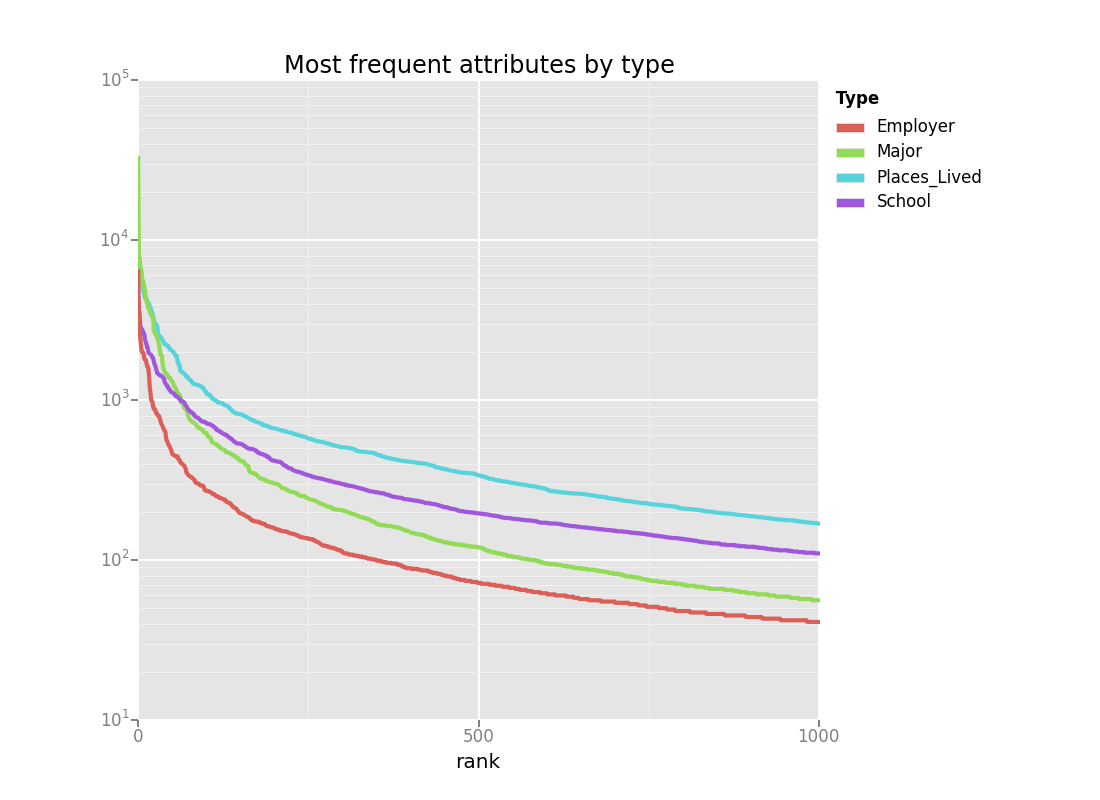 Most frequent attributes by type
10^5
10^4
10^3
10^2
10^1
0
500
1000
rank
Type
Employer
Major
Places_Lived
School